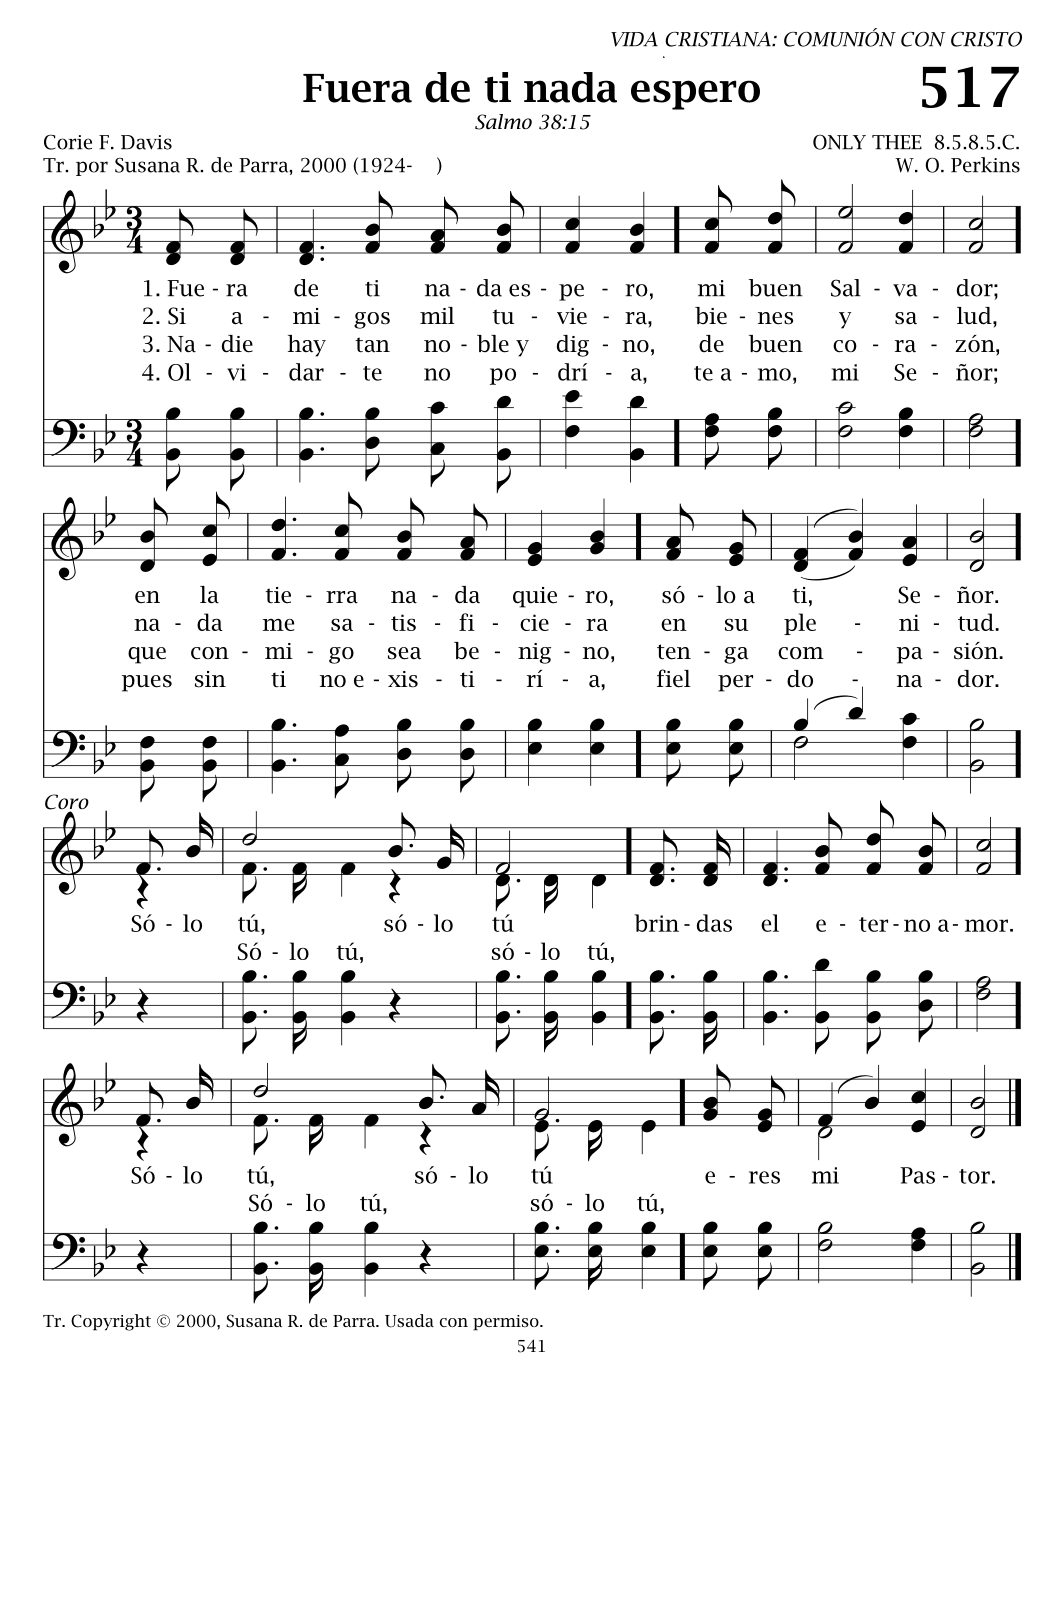 VIDA CRISTIANA: COMUNIÓN CON CRISTO
Fuera de ti nada espero 517
Salmo 38:15
Corie F. Davis ONLY THEE 8.5.8.5.C.
Tr. por Susana R. de Parra, 2000 (1924- ) W. O. Perkins
3 4
1. Fue - ra de ti na - da es - pe - ro, mi buen Sal - va - dor;
2. Si a - mi - gos mil tu - vie - ra, bie - nes y sa - lud,
3. Na - die hay tan no - ble y dig - no, de buen co - ra - zón,
4. Ol - vi - dar - te no po - drí - a, te a - mo, mi Se - ñor;
3 4
en la tie - rra na - da quie - ro, só - lo a ti, Se - ñor.
na - da me sa - tis - fi - cie - ra en su ple - ni - tud.
que con - mi - go sea be - nig - no, ten - ga com - pa - sión.
pues sin ti no e - xis - ti - rí - a, fiel per - do - na - dor.
Coro
Só - lo tú, só - lo tú brin - das el e - ter - no a - mor.
Só - lo tú, só - lo tú,
Só - lo tú, só - lo tú e - res mi Pas - tor.
Só - lo tú, só - lo tú,
Tr. Copyright © 2000, Susana R. de Parra. Usada con permiso.
541